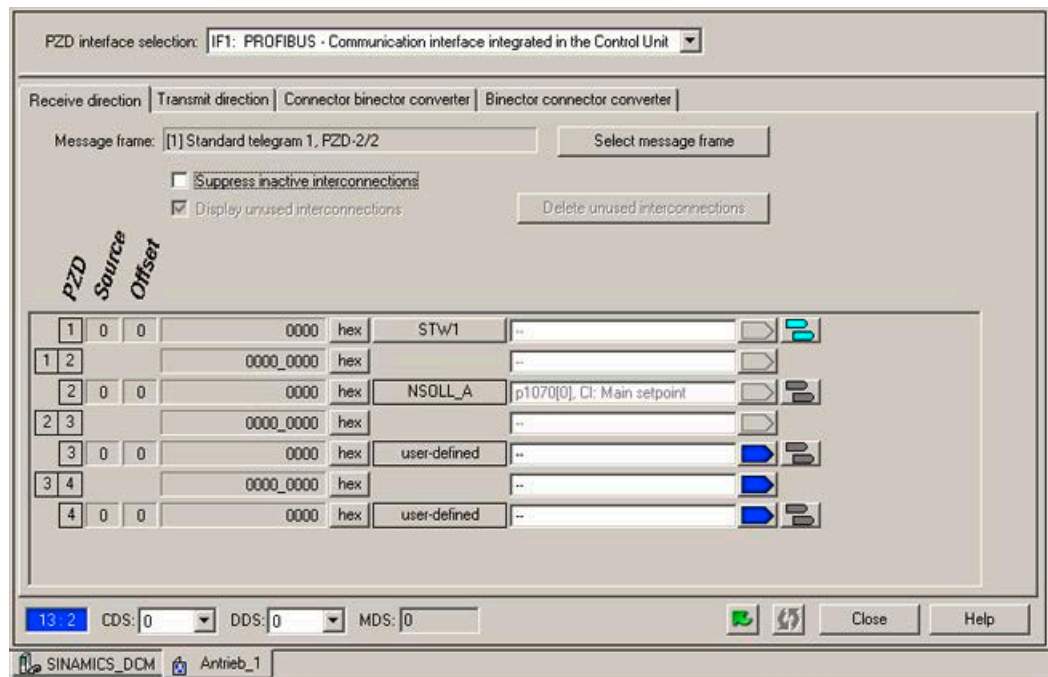 PZD interface selection: IF1: PROFIBUS - Communication interface integrated in the Control Unit
Receive direction Transmit direction Connector binector converter Binector connector converter
Message frame: [1] Standard telegram 1, PZD-2/2 Select message frame
Suppress inactive interconnections
Display unused interconnections Delete unused interconnections
PZD Source Offset
1 0 0 0000 hex STW1 --
1 2 0000_0000 hex --
2 0 0 0000 hex NSOLL_A p1070[0], CI: Main setpoint
2 3 0000_0000 hex --
3 0 0 0000 hex user-defined --
3 4 0000_0000 hex --
4 0 0 0000 hex user-defined --
13 : 2 CDS: 0 DDS: 0 MDS: 0 Close Help
SINAMICS_DCM Antrieb_1